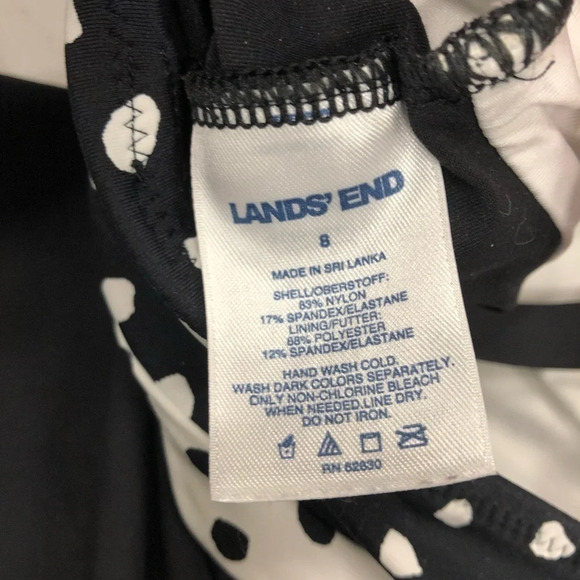 LANDS' END
8
MADE IN SRI LANKA
SHELL/OBERSTOFF:
83% NYLON
17% SPANDEX/ELASTANE
LINING/FUTTER:
88% POLYESTER
12% SPANDEX/ELASTANE
HAND WASH COLD.
WASH DARK COLORS SEPARATELY.
ONLY NON-CHLORINE BLEACH
WHEN NEEDED.LINE DRY.
DO NOT IRON.
RN 62830